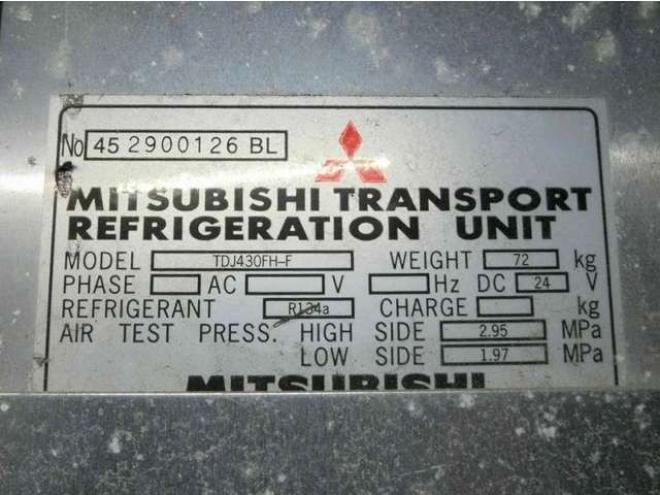 No 45 2900126 BL
MITSUBISHI TRANSPORT
REFRIGERATION UNIT
MODEL TDJ430FH-F WEIGHT 72 kg
PHASE AC V Hz DC 24 V
REFRIGERANT R134a CHARGE kg
AIR TEST PRESS. HIGH SIDE 2.95 MPa
LOW SIDE 1.97 MPa
MITSUBISHI